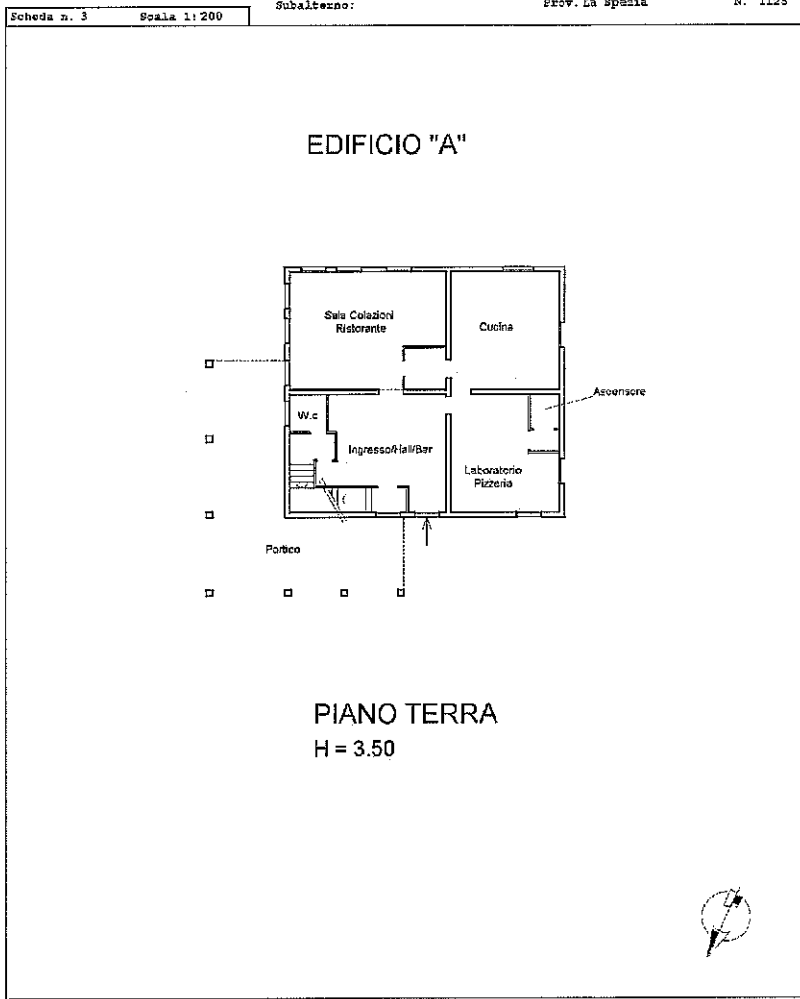 Subalterno:
Prov. La Spezia
N. 1125
Scheda n. 3
Scala 1:200
EDIFICIO "A"
Sala Colazioni
Ristorante
Cucina
Ascensore
W.c
Ingresso/Hall/Bar
Laboratorio
Pizzeria
Portico
PIANO TERRA
H = 3.50